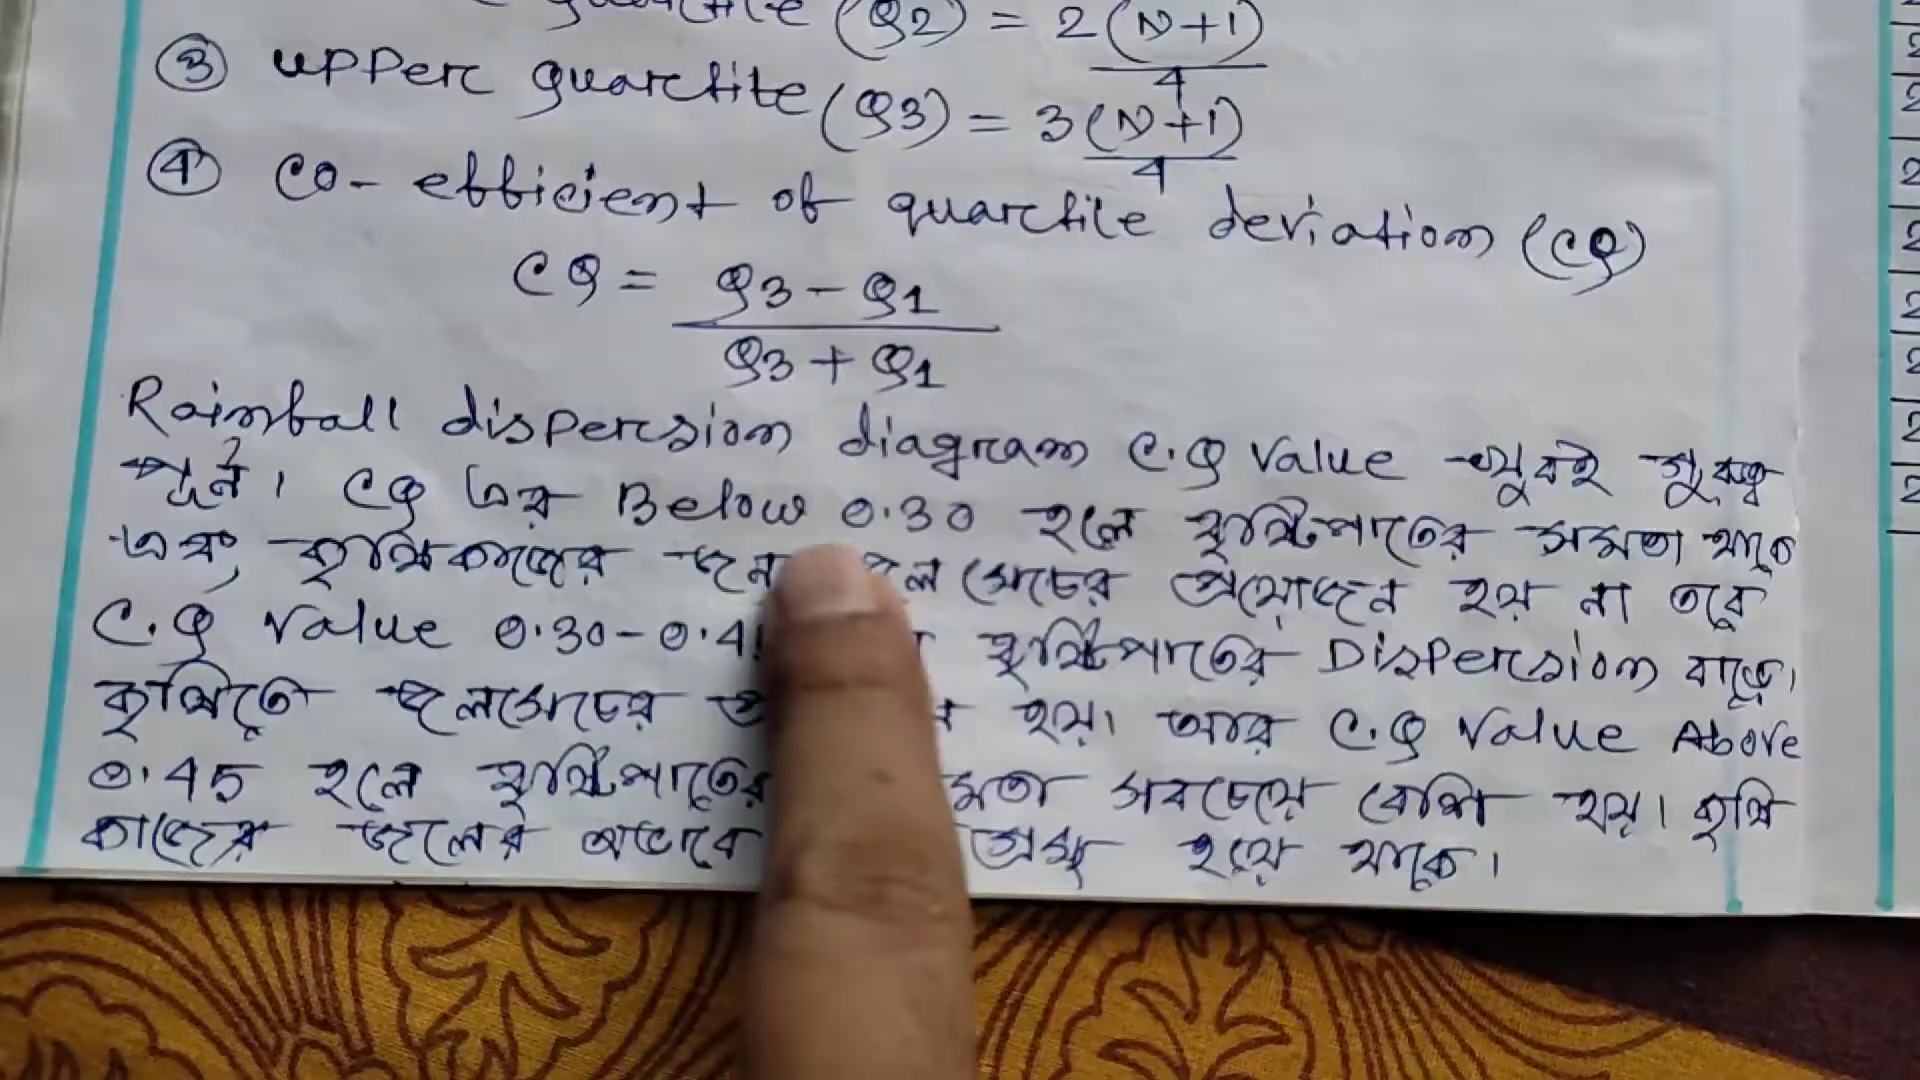 quartile (Q2) = 2(N+1)
③ upper quartile (Q3) = 3(N+1)/4
④ co-efficient of quartile deviation (CQ)
CQ = Q3 - Q1
Q3 + Q1
Rainfall dispersion diagram C.Q Value খুবই গুরুত্ব
পূর্ন। CQ এর Below 0.30 হলে বৃষ্টিপাতের সমতা থাকে
এবং কৃষিকাজের সেচের প্রয়োজন হয় না তবে
C.Q Value 0.30-0.4 বৃষ্টিপাতের Dispersion বাড়ে।
কৃষিতে জলসেচের হয়। আর C.Q Value Above
0.45 হলে বৃষ্টিপাতের সবচেয়ে বেশি হয়। কৃষি
কাজের জলের অভাবে হয়ে থাকে।